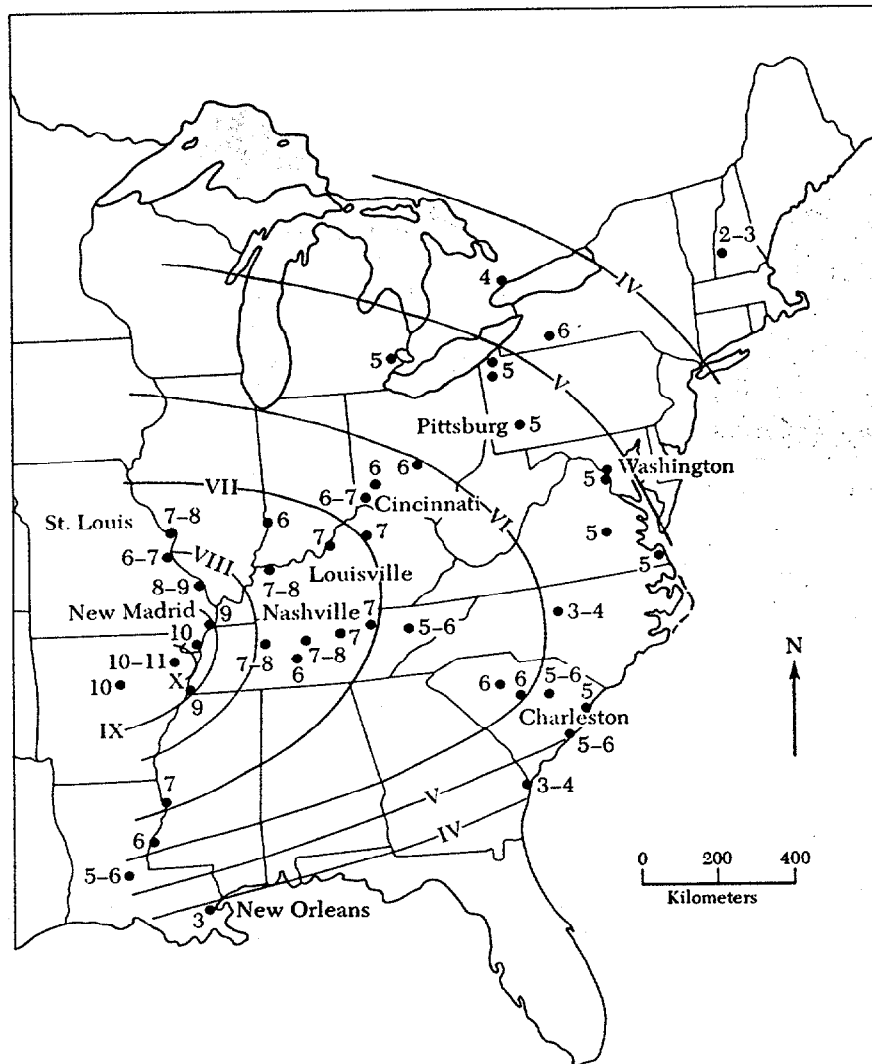 2–3
4
IV
6
5
5
V
Pittsburg
5
Washington
5
6
6
VII
6–7
Cincinnati
VI
St. Louis
7–8
6
7
7
5
6–7
VIII
Louisville
5
8–9
7–8
New Madrid
9
Nashville
7
3–4
10
7
5–6
N
10–11
7–8
7–8
6
10
X
9
6
6
5–6
5
IX
Charleston
5–6
7
V
3–4
6
IV
5–6
0 200 400
Kilometers
3
New Orleans